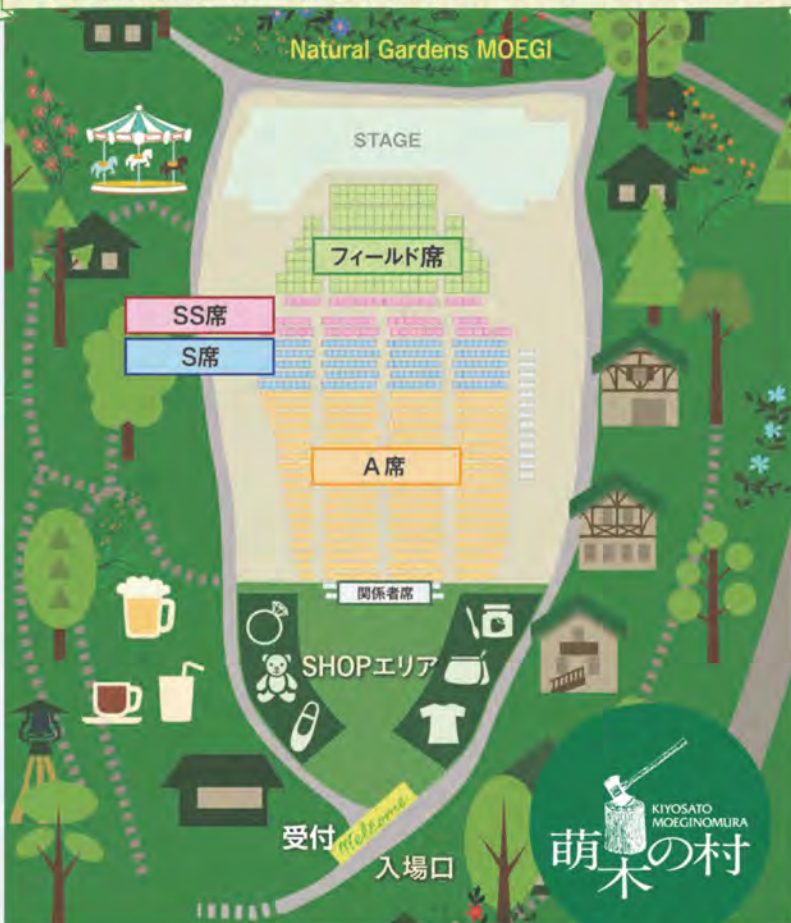 Natural Gardens MOEGI
STAGE
フィールド席
SS席
S席
A席
関係者席
SHOPエリア
受付
Welcome
入場口
KIYOSATO
MOEGINOMURA
萌木の村